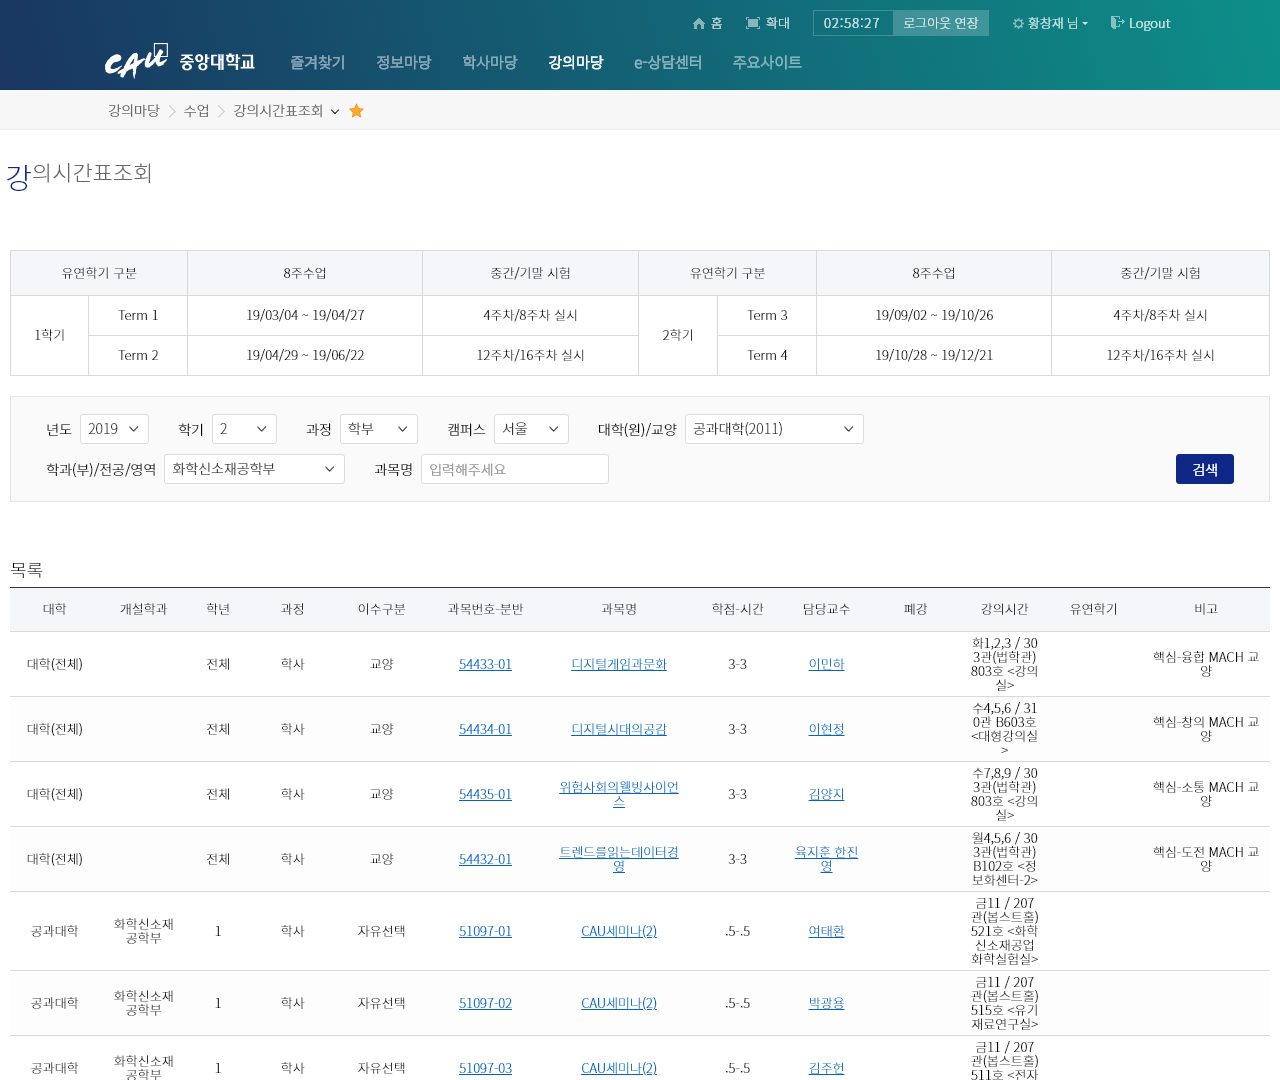 홈 확대 02:58:27 로그아웃 연장 황창재 님 Logout
CAU 중앙대학교 즐겨찾기 정보마당 학사마당 강의마당 e-상담센터 주요사이트
강의마당 수업 강의시간표조회
강의시간표조회
유연학기 구분 8주수업 중간/기말 시험 유연학기 구분 8주수업 중간/기말 시험
1학기 Term 1 19/03/04 ~ 19/04/27 4주차/8주차 실시 2학기 Term 3 19/09/02 ~ 19/10/26 4주차/8주차 실시
Term 2 19/04/29 ~ 19/06/22 12주차/16주차 실시 Term 4 19/10/28 ~ 19/12/21 12주차/16주차 실시
년도 2019 학기 2 과정 학부 캠퍼스 서울 대학(원)/교양 공과대학(2011)
학과(부)/전공/영역 화학신소재공학부 과목명 입력해주세요 검색
목록
대학 개설학과 학년 과정 이수구분 과목번호-분반 과목명 학점-시간 담당교수 폐강 강의시간 유연학기 비고
대학(전체) 전체 학사 교양 54433-01 디지털게임과문화 3-3 이민하
화1,2,3 / 30
3관(법학관)
803호 <강의
실>
핵심-융합 MACH 교
양
대학(전체) 전체 학사 교양 54434-01 디지털시대의공감 3-3 이현정
수4,5,6 / 31
0관 B603호
<대형강의실
>
핵심-창의 MACH 교
양
대학(전체) 전체 학사 교양 54435-01
위험사회의웰빙사이언
스
3-3 김양지
수7,8,9 / 30
3관(법학관)
803호 <강의
실>
핵심-소통 MACH 교
양
대학(전체) 전체 학사 교양 54432-01
트렌드를읽는데이터경
영
3-3
육지훈 한진
영
월4,5,6 / 30
3관(법학관)
B102호 <정
보화센터-2>
핵심-도전 MACH 교
양
공과대학
화학신소재
공학부
1 학사 자유선택 51097-01 CAU세미나(2) .5-.5 여태환
금11 / 207
관(봅스트홀)
521호 <화학
신소재공업
화학실험실>
공과대학
화학신소재
공학부
1 학사 자유선택 51097-02 CAU세미나(2) .5-.5 박광용
금11 / 207
관(봅스트홀)
515호 <유기
재료연구실>
공과대학
화학신소재
공학부
1 학사 자유선택 51097-03 CAU세미나(2) .5-.5 김주헌
금11 / 207
관(봅스트홀)
511호 <전자